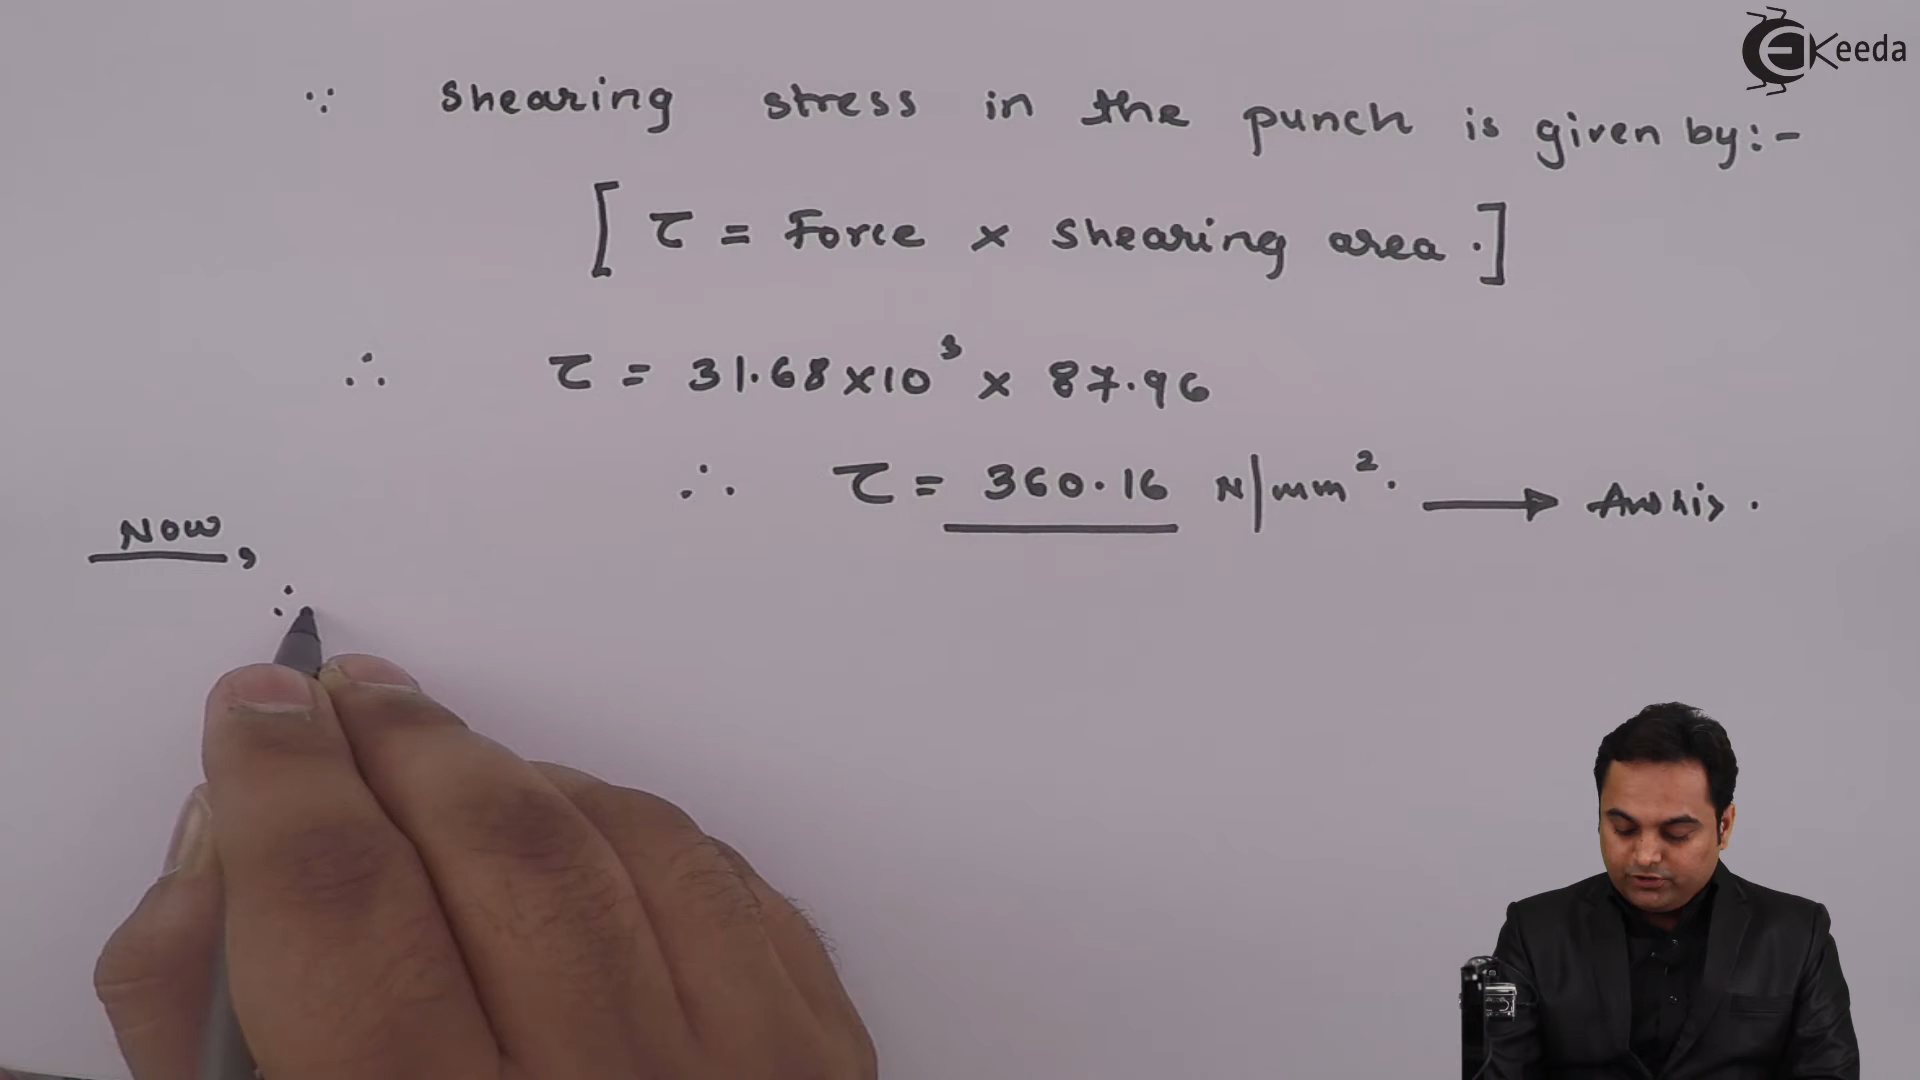 Keeda
∵ Shearing stress in the punch is given by:-
[ τ = Force × Shearing area . ]
∴ τ = 31.68×10³ × 87.96
∴ τ = 360.16 N/mm². → Ans
Now,